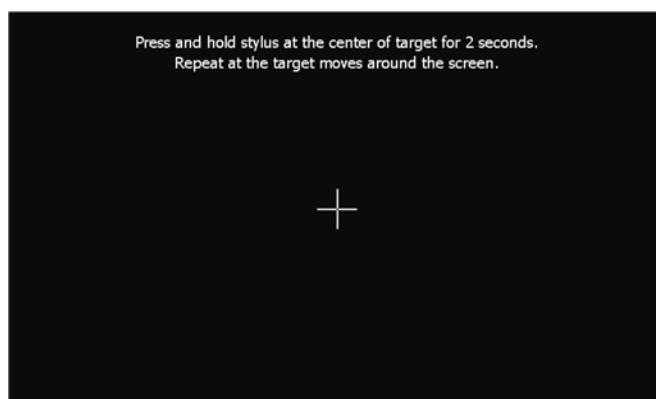 Press and hold stylus at the center of target for 2 seconds.
Repeat at the target moves around the screen.